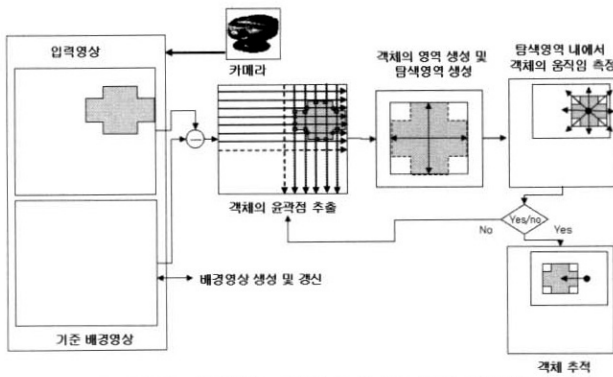 입력영상
카메라
객체의 영역 생성 및
탐색영역 생성
탐색영역 내에서
객체의 움직임 측정
객체의 윤곽점 추출
No
Yes/no
Yes
배경영상 생성 및 갱신
기준 배경영상
객체 추적